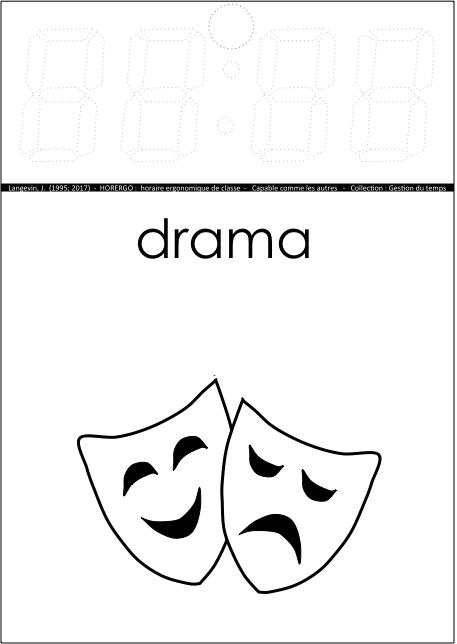 Langevin, J. (1995; 2017) - HORERGO : horaire ergonomique de classe - Capable comme les autres - Collection : Gestion du temps
drama